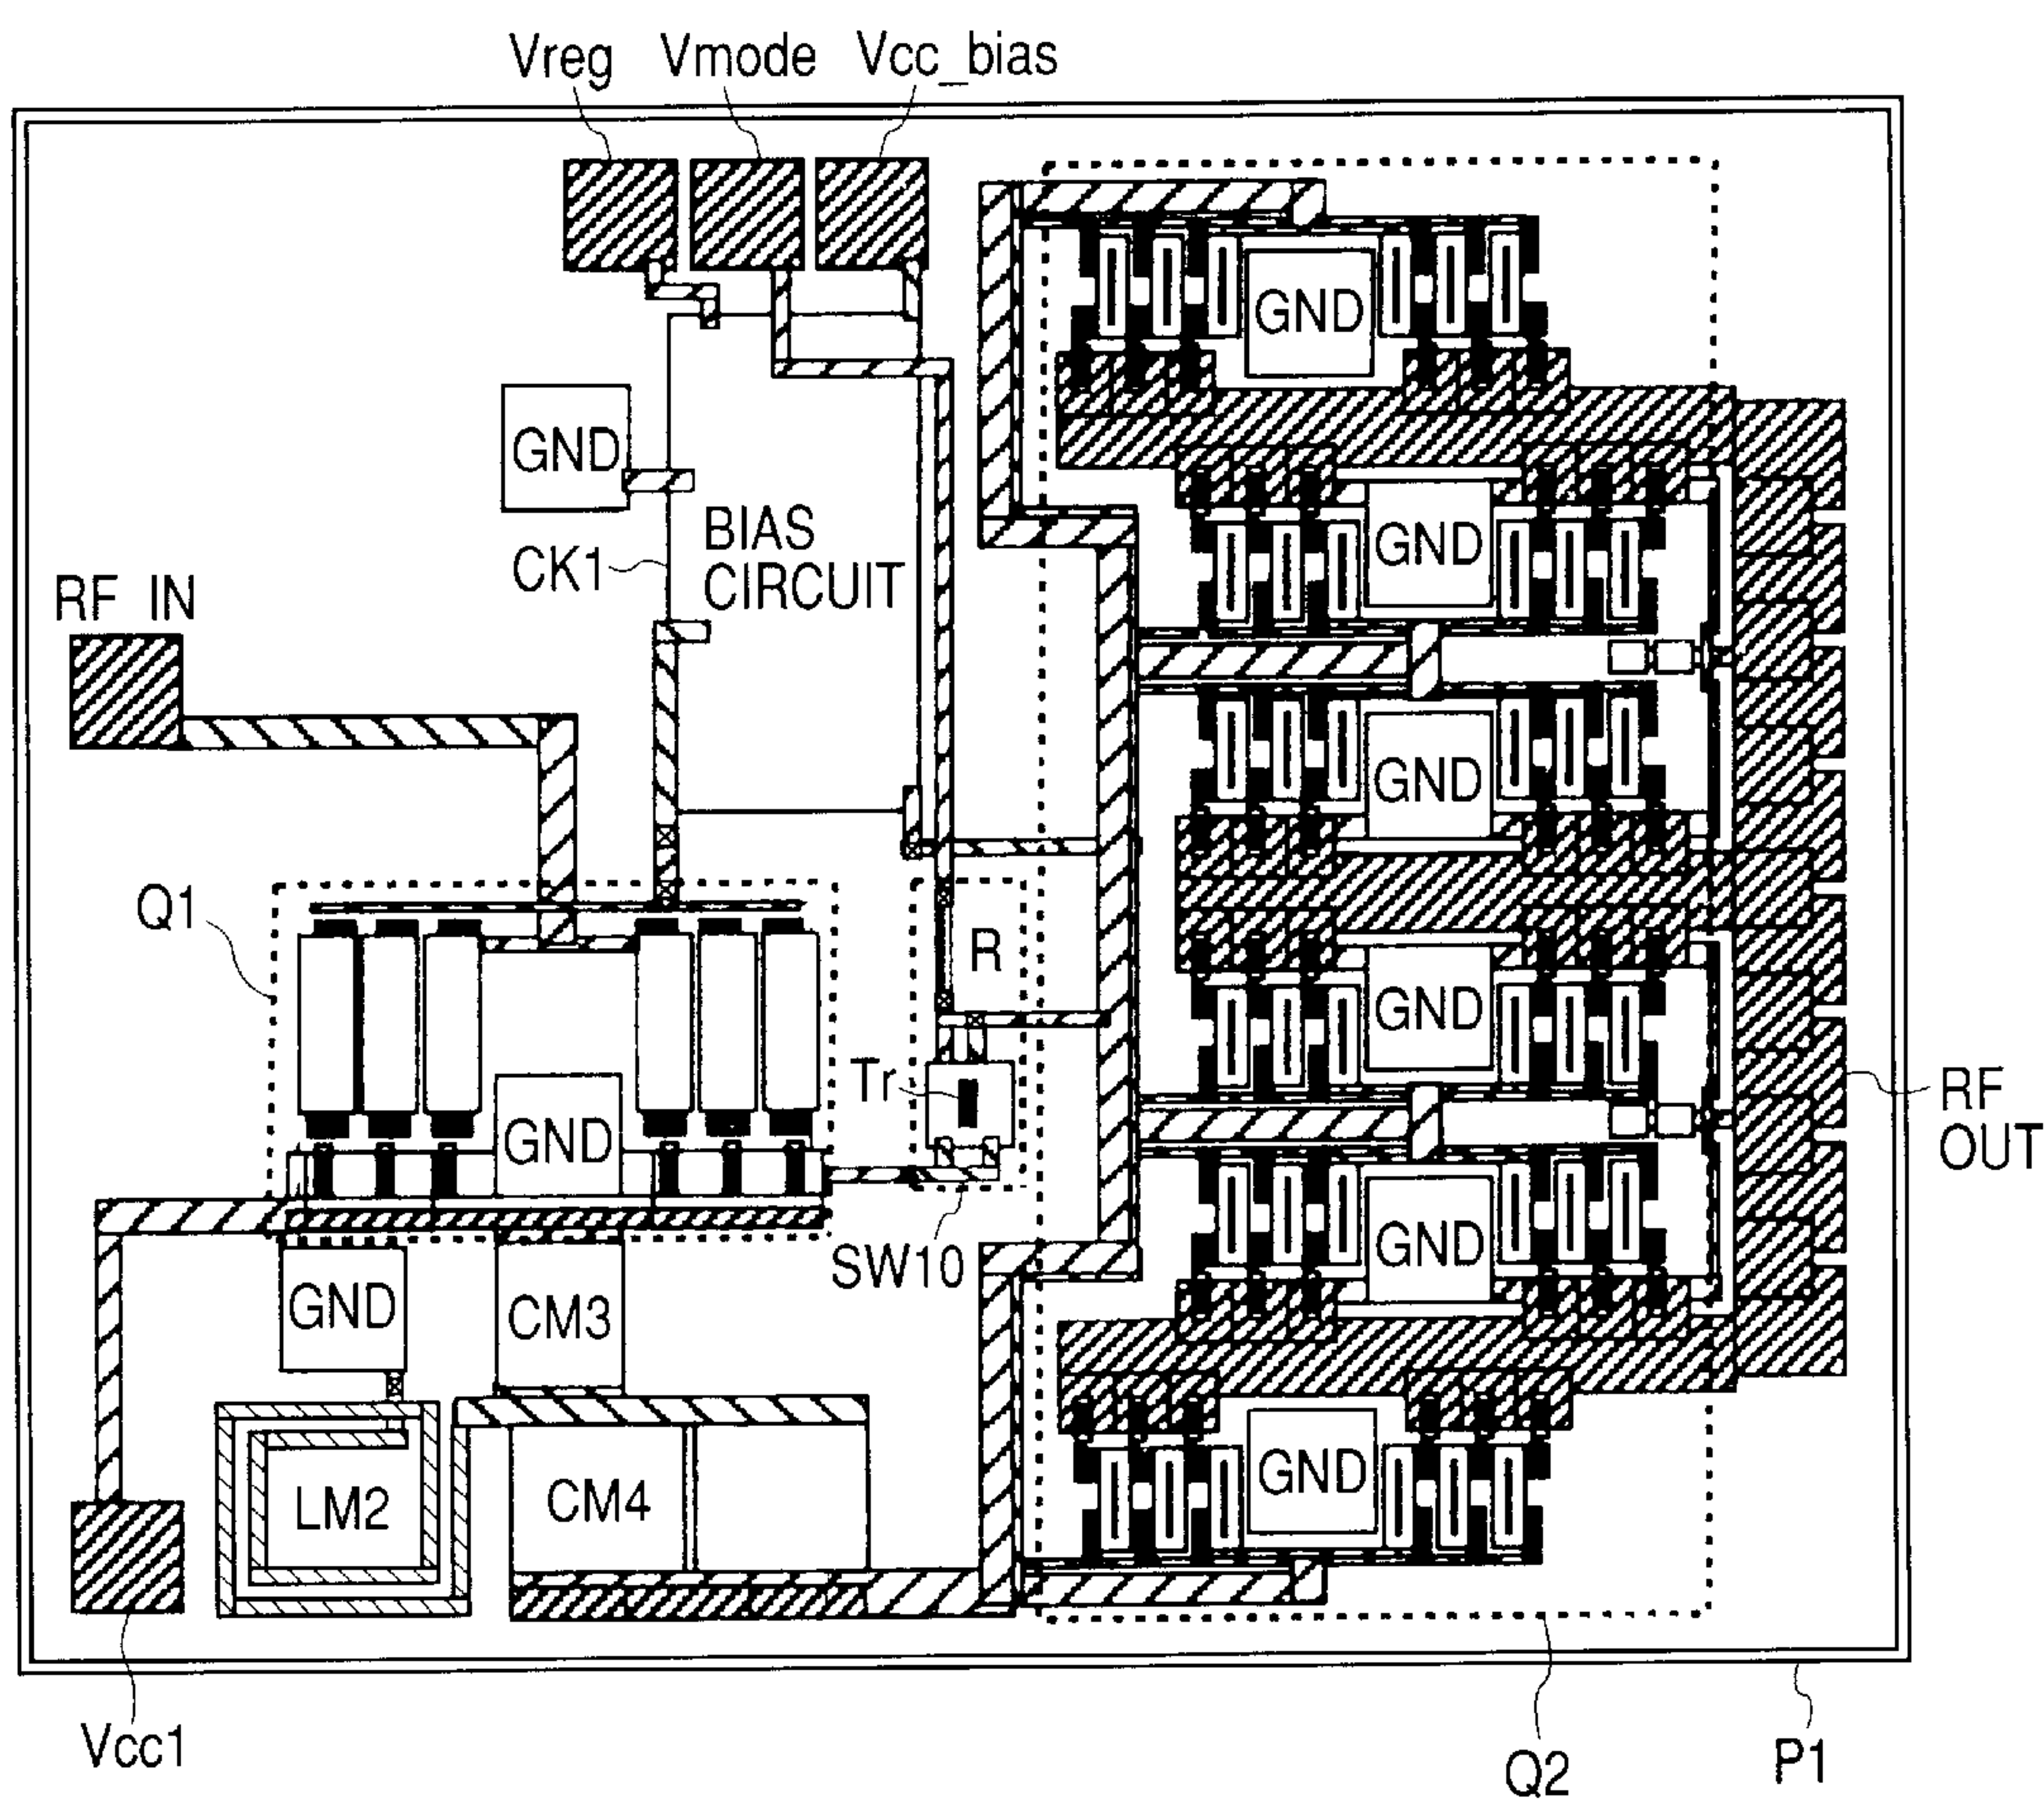 Vreg Vmode Vcc_bias
GND
GND
GND
BIAS
CIRCUIT
CK1
RF IN
GND
Q1
R
GND
Tr
RF
OUT
GND
GND
SW10
GND
CM3
LM2
CM4
GND
Vcc1
Q2
P1